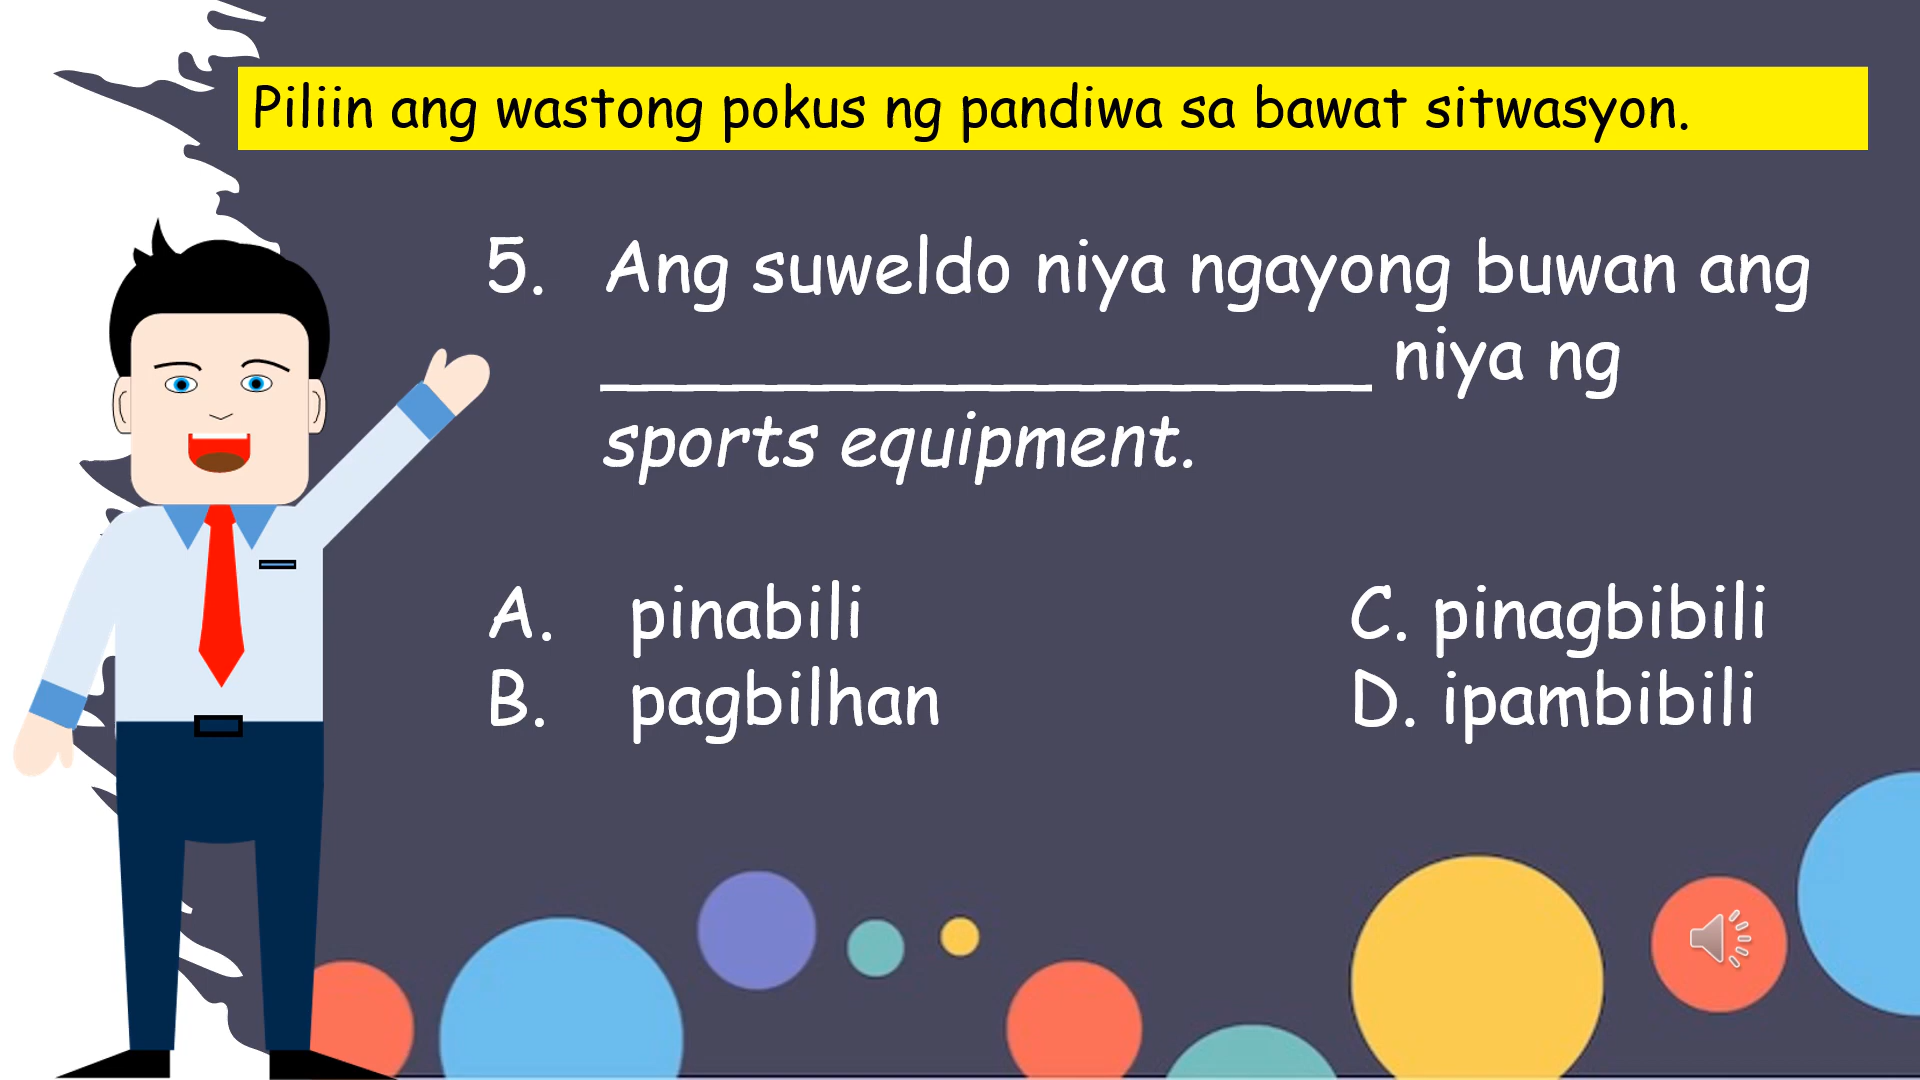 Piliin ang wastong pokus ng pandiwa sa bawat sitwasyon.
5. Ang suweldo niya ngayong buwan ang
__________________ niya ng
sports equipment.
A. pinabili
C. pinagbibili
B. pagbilhan
D. ipambibili